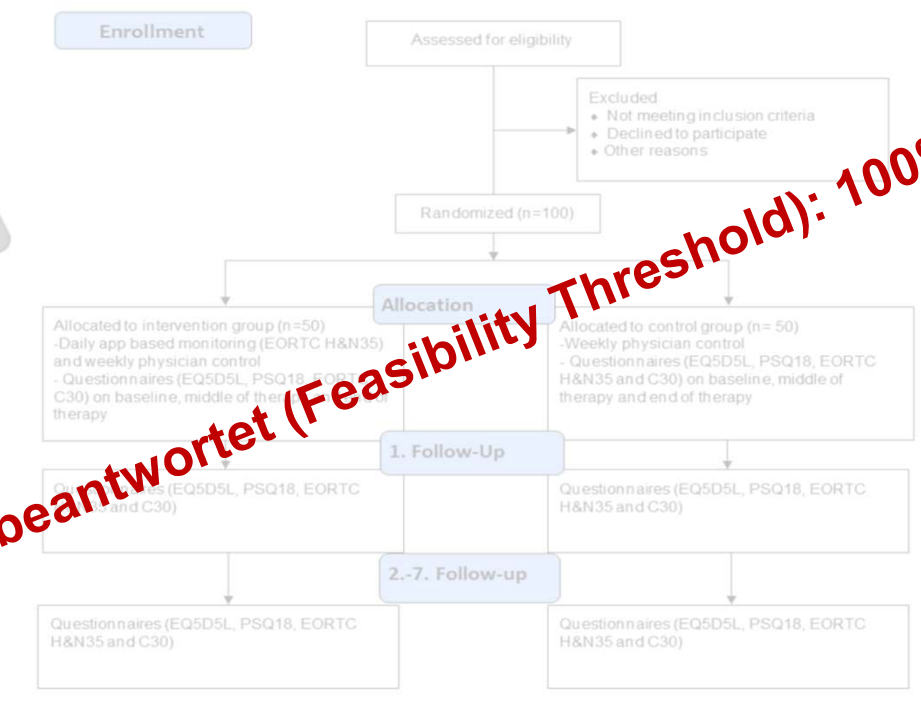 Enrollment
Assessed for eligibility
Excluded
⬥ Not meeting inclusion criteria
⬥ Declined to participate
⬥ Other reasons
Randomized (n=100)
beantwortet (Feasibility Threshold): 100
Allocation
Allocated to intervention group (n=50)
-Daily app based monitoring (EORTC H&N35)
and weekly physician control
- Questionnaires (EQ5D5L, PSQ18,
C30) on baseline, middle of
therapy
Allocated to control group (n= 50)
-Weekly physician control
- Questionnaires (EQ5D5L, PSQ18, EORTC
H&N35 and C30) on baseline, middle of
therapy and end of therapy
1. Follow-Up
(EQ5D5L, PSQ18, EORTC
and C30)
Questionnaires (EQ5D5L, PSQ18, EORTC
H&N35 and C30)
2.-7. Follow-up
Questionnaires (EQ5D5L, PSQ18, EORTC
H&N35 and C30)
Questionnaires (EQ5D5L, PSQ18, EORTC
H&N35 and C30)